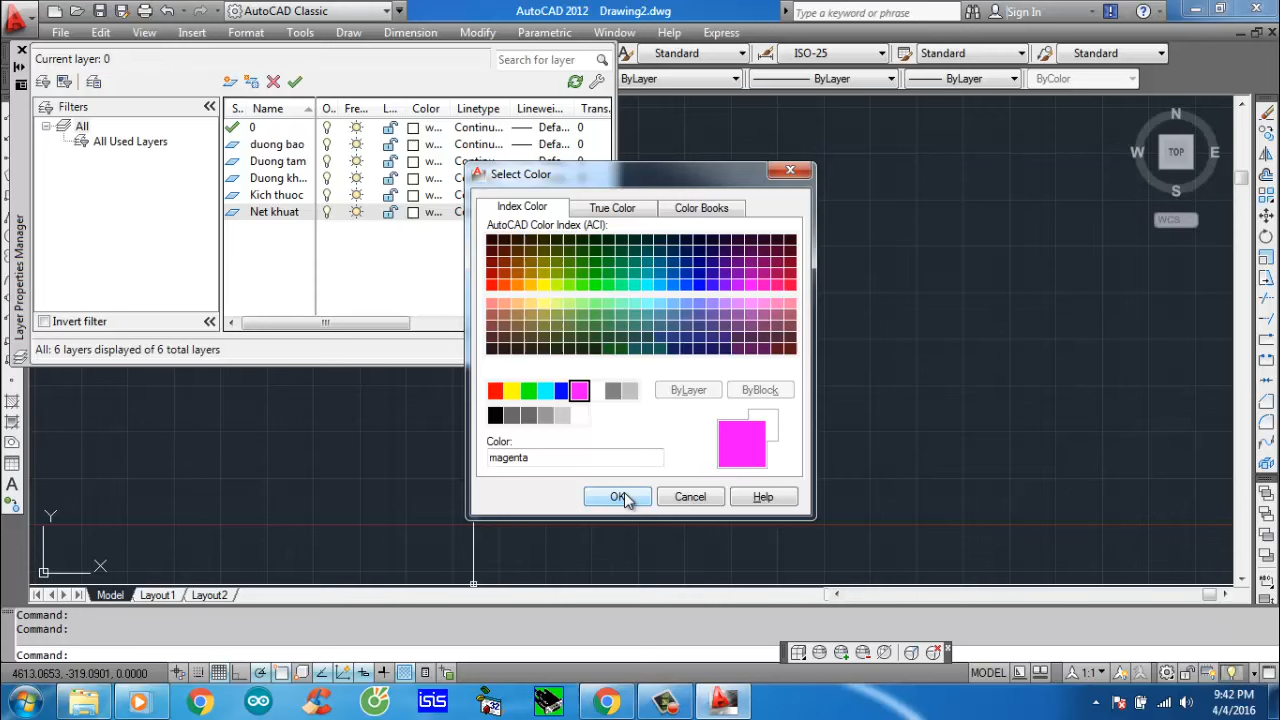 AutoCAD Classic
AutoCAD 2012 Drawing2.dwg
Type a keyword or phrase
Sign In
File Edit View Insert Format Tools Draw Dimension Modify Parametric Window Help Express
Standard ISO-25 Standard Standard
ByLayer ByLayer ByLayer ByColor
Current layer: 0
Search for layer
Filters
All
All Used Layers
Invert filter
All: 6 layers displayed of 6 total layers
Layer Properties Manager
S.. Name O.. Fre... L... Color Linetype Linewei... Trans...
0 w... Continu... Defa... 0
duong bao w... Continu... Defa... 0
Duong tam w... Continu... Defa... 0
Duong kh...
Kich thuoc
Net khuat
Select Color
Index Color True Color Color Books
AutoCAD Color Index (ACI):
ByLayer ByBlock
Color:
magenta
OK Cancel Help
N
W TOP E
S
WCS
Y
X
Model Layout1 Layout2
Command:
Command:
Command:
4613.0653, -319.0901, 0.0000
MODEL
1:1
isis
32
9:42 PM
4/4/2016